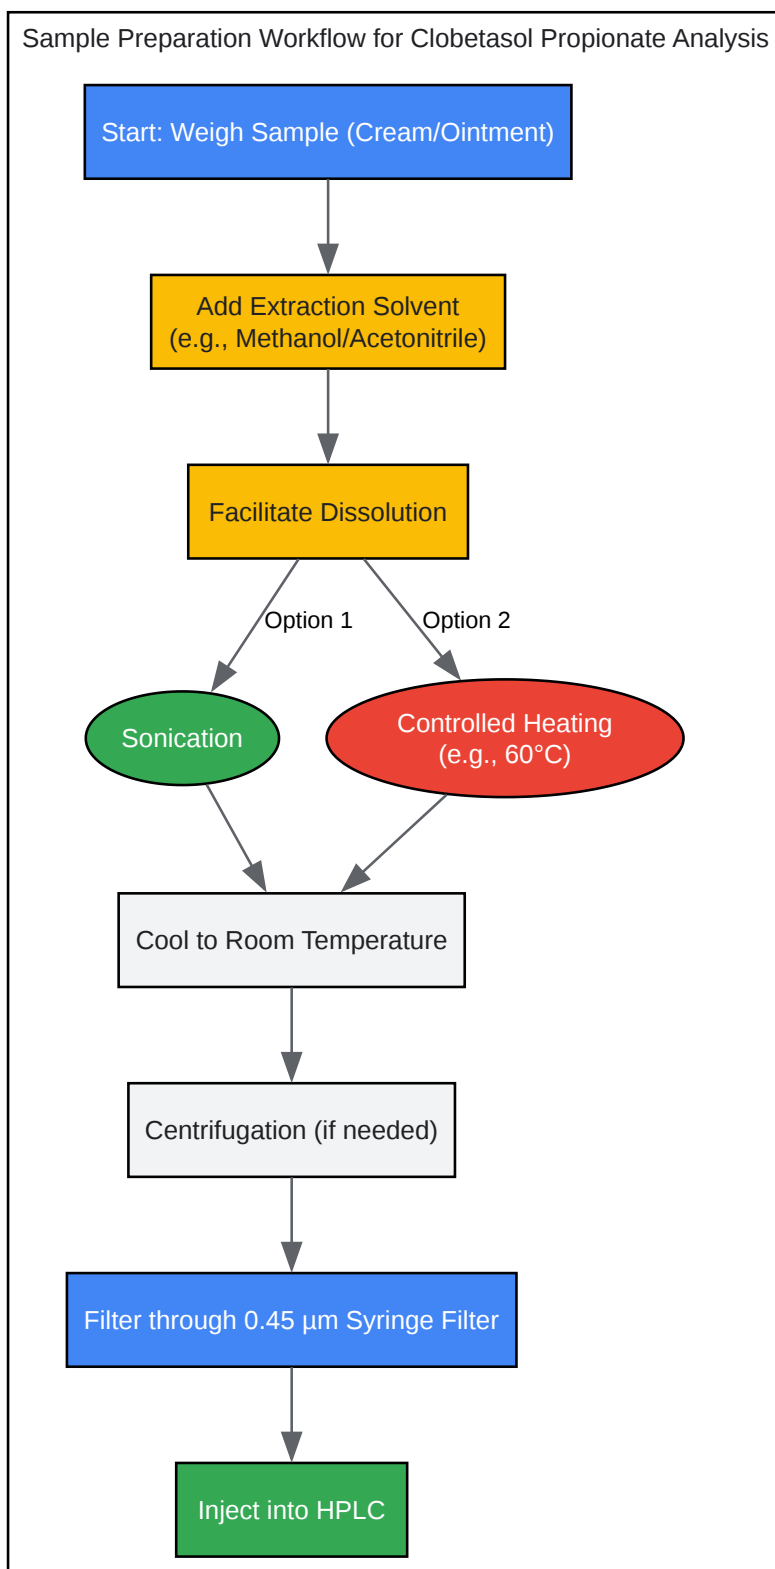 Sample Preparation Workflow for Clobetasol Propionate Analysis
Start: Weigh Sample (Cream/Ointment)
Add Extraction Solvent
(e.g., Methanol/Acetonitrile)
Facilitate Dissolution
Option 1
Option 2
Sonication
Controlled Heating
(e.g., 60°C)
Cool to Room Temperature
Centrifugation (if needed)
Filter through 0.45 µm Syringe Filter
Inject into HPLC